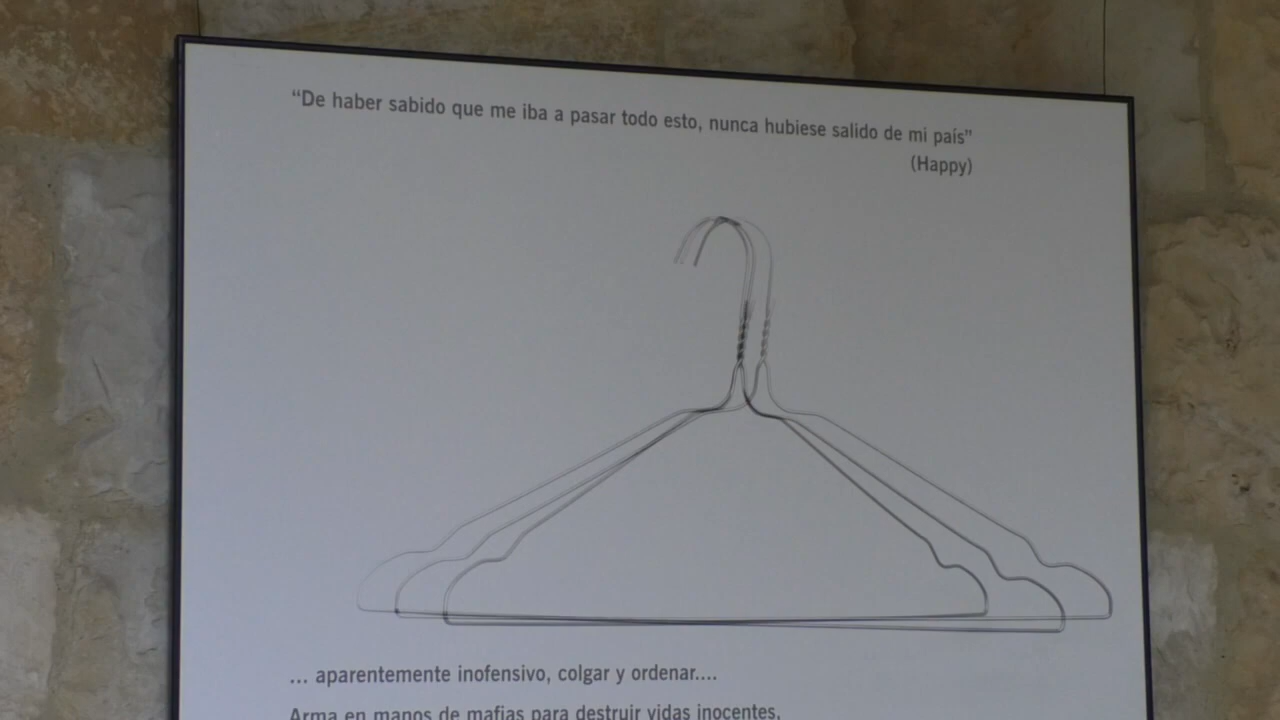 “De haber sabido que me iba a pasar todo esto, nunca hubiese salido de mi país”
(Happy)
... aparentemente inofensivo, colgar y ordenar....
Arma en manos de mafias para destruir vidas inocentes,